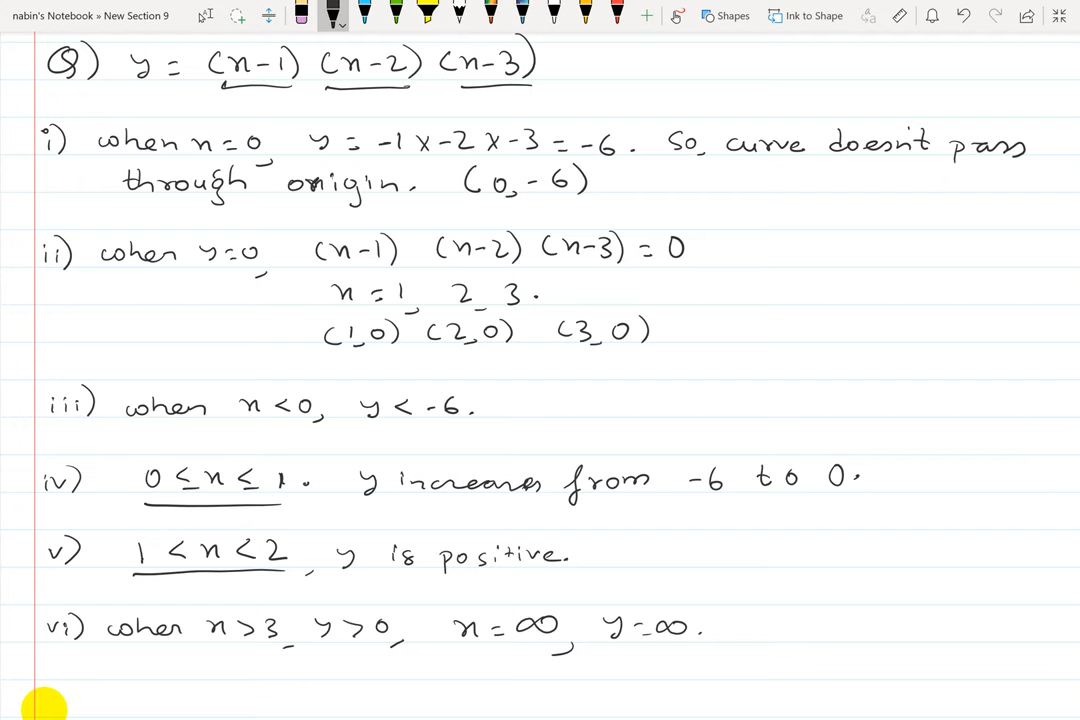 nabin's Notebook » New Section 9
Shapes Ink to Shape
Q) y = (x-1) (x-2) (x-3)
i) when x=0, y = -1 x -2 x -3 = -6. So, curve doesn't pass
through origin. (0,-6)
ii) when y=0, (x-1) (x-2) (x-3) = 0
x = 1, 2, 3.
(1,0) (2,0) (3,0)
iii) when x < 0, y < -6.
iv) 0 ≤ x ≤ 1. y increases from -6 to 0.
v) 1 < x < 2, y is positive.
vi) when x > 3, y > 0, x = ∞, y = ∞.